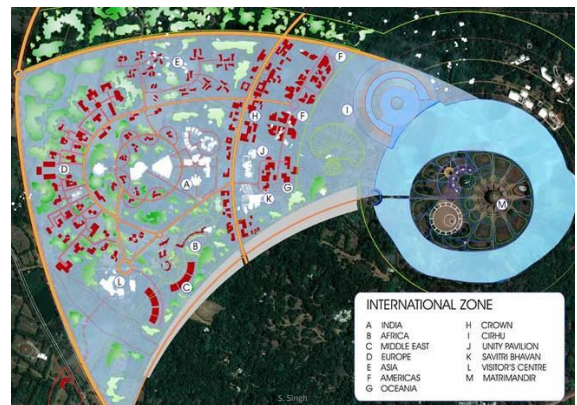 F
E
I
H
F
J
D
A
G
K
M
B
L
C
INTERNATIONAL ZONE
A INDIA
B AFRICA
C MIDDLE EAST
D EUROPE
E ASIA
F AMERICAS
G OCEANIA
H CROWN
I CIRHU
J UNITY PAVILION
K SAVITRI BHAVAN
L VISITOR'S CENTRE
M MATRIMANDIR
S. Singh